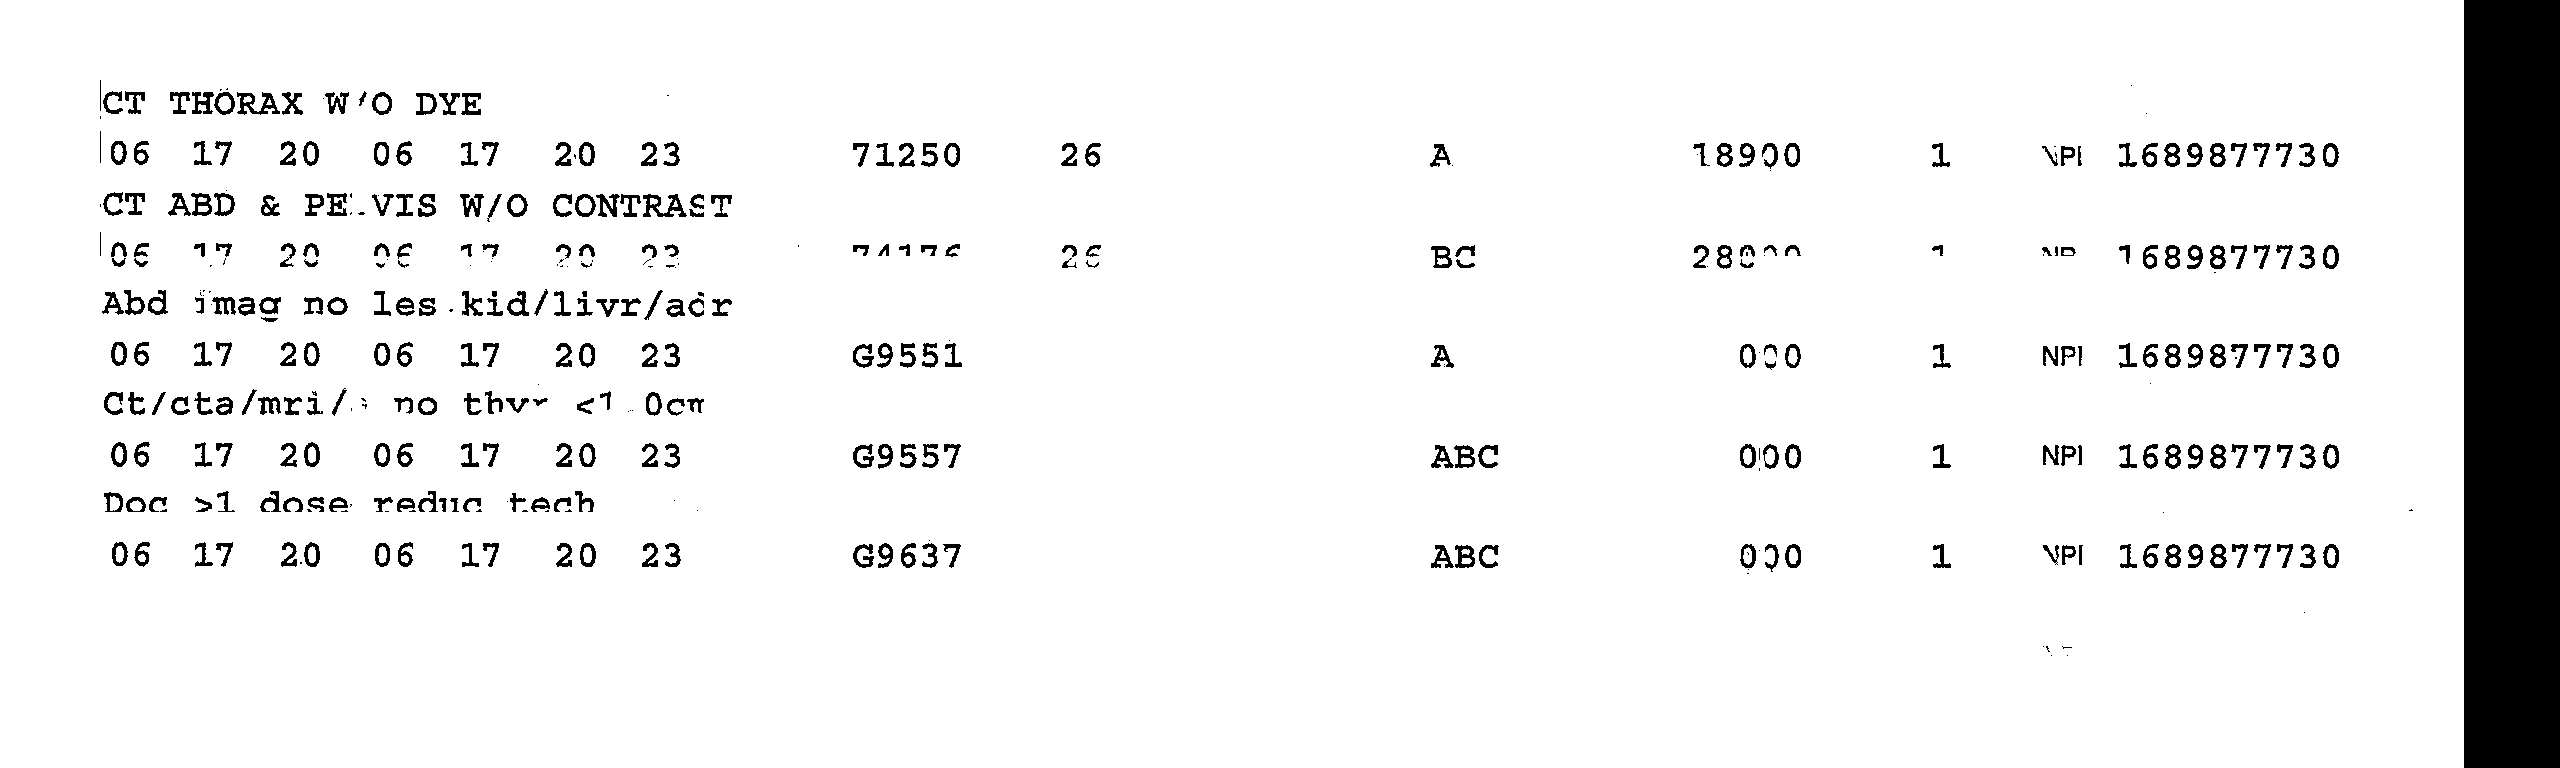 CT THORAX W/O DYE
06 17 20 06 17 20 23 71250 26 A 18900 1 NPI 1689877730
CT ABD & PELVIS W/O CONTRAST
06 17 20 06 17 20 23 74176 26 BC 28000 1 NPI 1689877730
Abd imag no les kid/livr/adr
06 17 20 06 17 20 23 G9551 A 000 1 NPI 1689877730
Ct/cta/mri/a no thyr <1.0cm
06 17 20 06 17 20 23 G9557 ABC 000 1 NPI 1689877730
Doc >1 dose reduc tech
06 17 20 06 17 20 23 G9637 ABC 000 1 NPI 1689877730